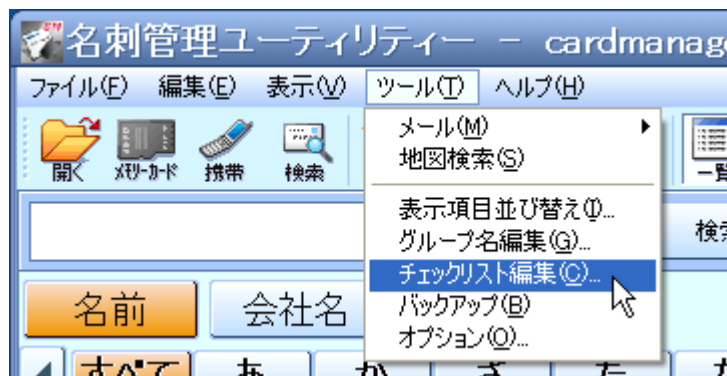 名刺管理ユーティリティー − cardmanag
ファイル(F) 編集(E) 表示(V) ツール(T) ヘルプ(H)
開く メモリーカード 携帯 検索 一覧
メール(M)
地図検索(S)
表示項目並び替え(I)...
グループ名編集(G)...
検索
チェックリスト編集(C)...
バックアップ(B)
オプション(O)...
名前 会社名
すべて あ か さ た